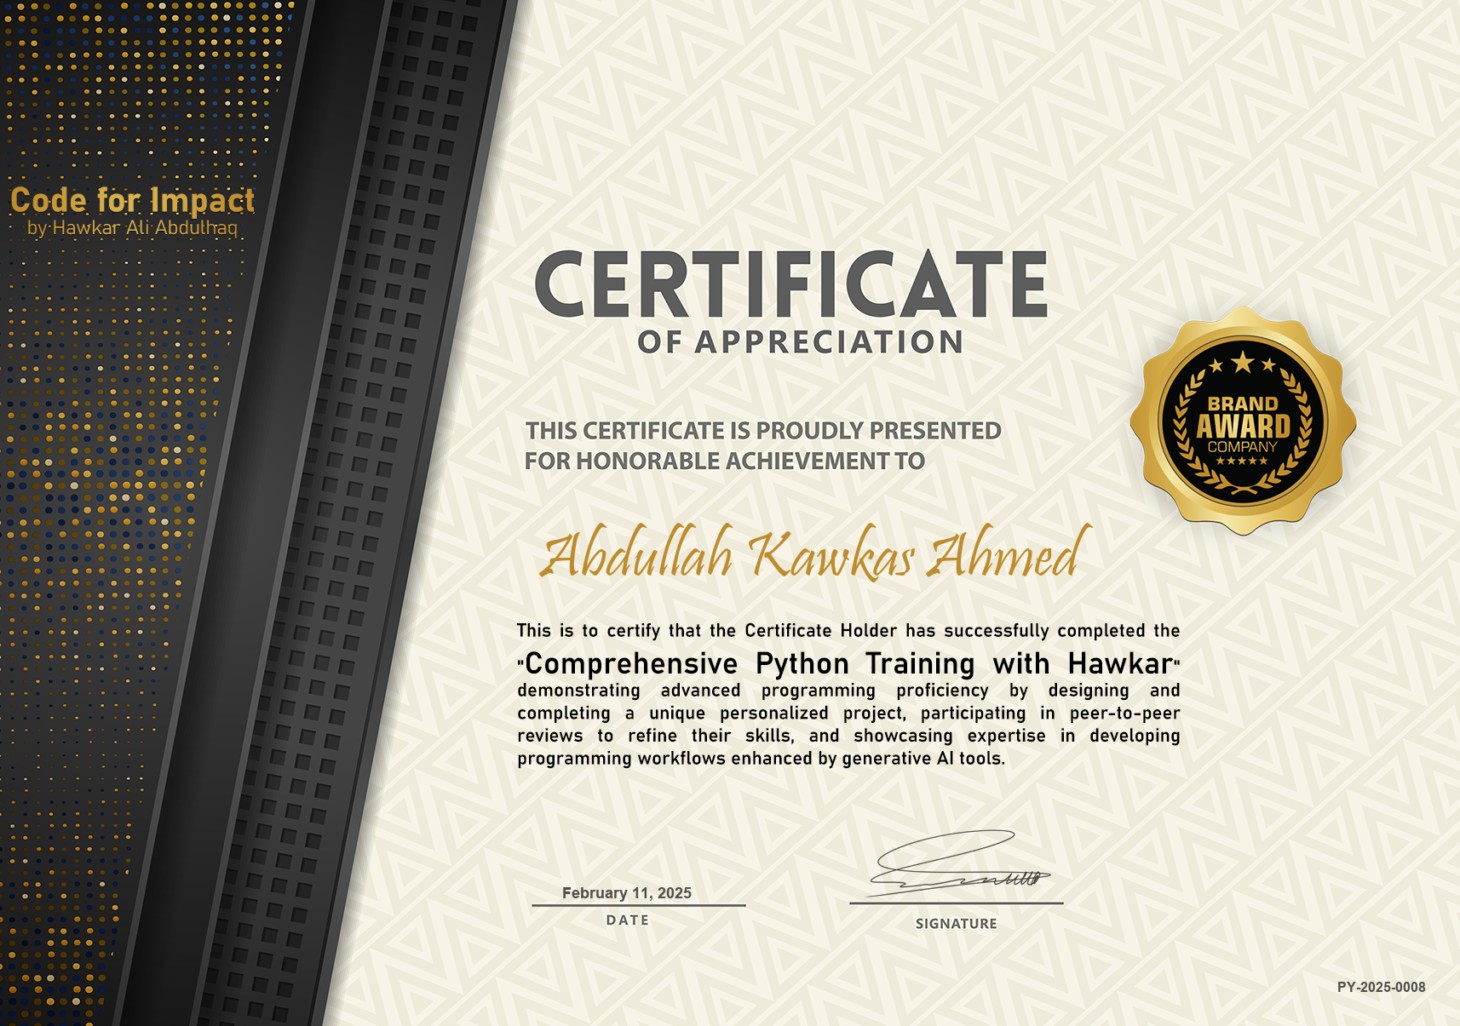 Code for Impact
by Hawkar Ali Abdulhaq
CERTIFICATE
OF APPRECIATION
THIS CERTIFICATE IS PROUDLY PRESENTED
FOR HONORABLE ACHIEVEMENT TO
BRAND
AWARD
COMPANY
Abdullah Kawkas Ahmed
This is to certify that the Certificate Holder has successfully completed the
"Comprehensive Python Training with Hawkar"
demonstrating advanced programming proficiency by designing and
completing a unique personalized project, participating in peer-to-peer
reviews to refine their skills, and showcasing expertise in developing
programming workflows enhanced by generative AI tools.
February 11, 2025
DATE
SIGNATURE
PY-2025-0008